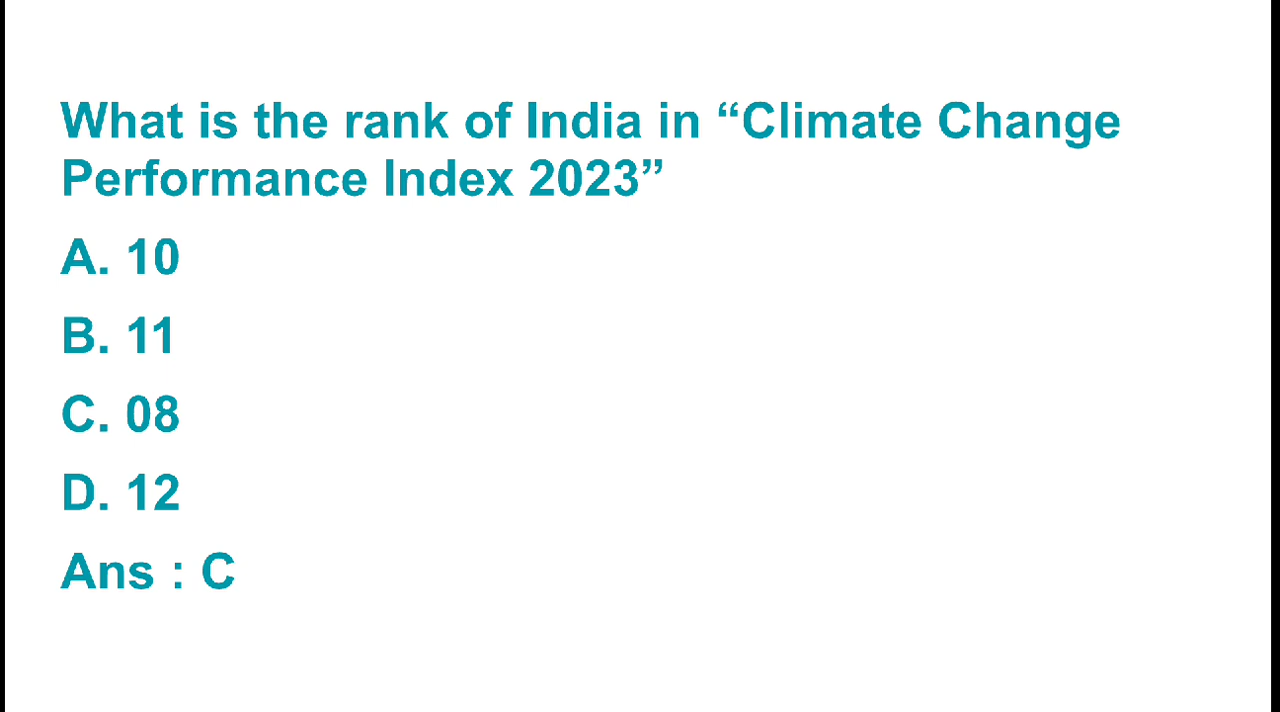 What is the rank of India in “Climate Change
Performance Index 2023”
A. 10
B. 11
C. 08
D. 12
Ans : C